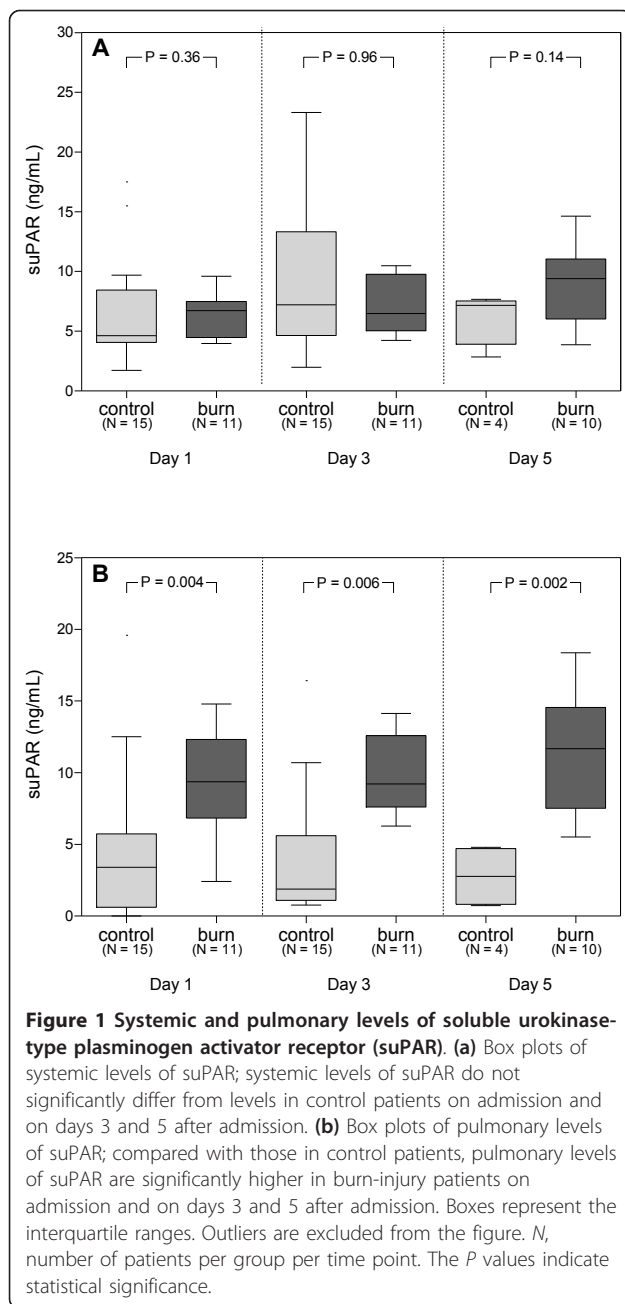 30
25
20
15
10
5
0
suPAR (ng/mL)
A
P = 0.36
P = 0.96
P = 0.14
control burn control burn control burn
(N = 15) (N = 11) (N = 15) (N = 11) (N = 4) (N = 10)
Day 1 Day 3 Day 5
25
20
15
10
5
0
suPAR (ng/mL)
B
P = 0.004
P = 0.006
P = 0.002
control burn control burn control burn
(N = 15) (N = 11) (N = 15) (N = 11) (N = 4) (N = 10)
Day 1 Day 3 Day 5
Figure 1 Systemic and pulmonary levels of soluble urokinase-
type plasminogen activator receptor (suPAR). (a) Box plots of
systemic levels of suPAR; systemic levels of suPAR do not
significantly differ from levels in control patients on admission and
on days 3 and 5 after admission. (b) Box plots of pulmonary levels
of suPAR; compared with those in control patients, pulmonary levels
of suPAR are significantly higher in burn-injury patients on
admission and on days 3 and 5 after admission. Boxes represent the
interquartile ranges. Outliers are excluded from the figure. N,
number of patients per group per time point. The P values indicate
statistical significance.